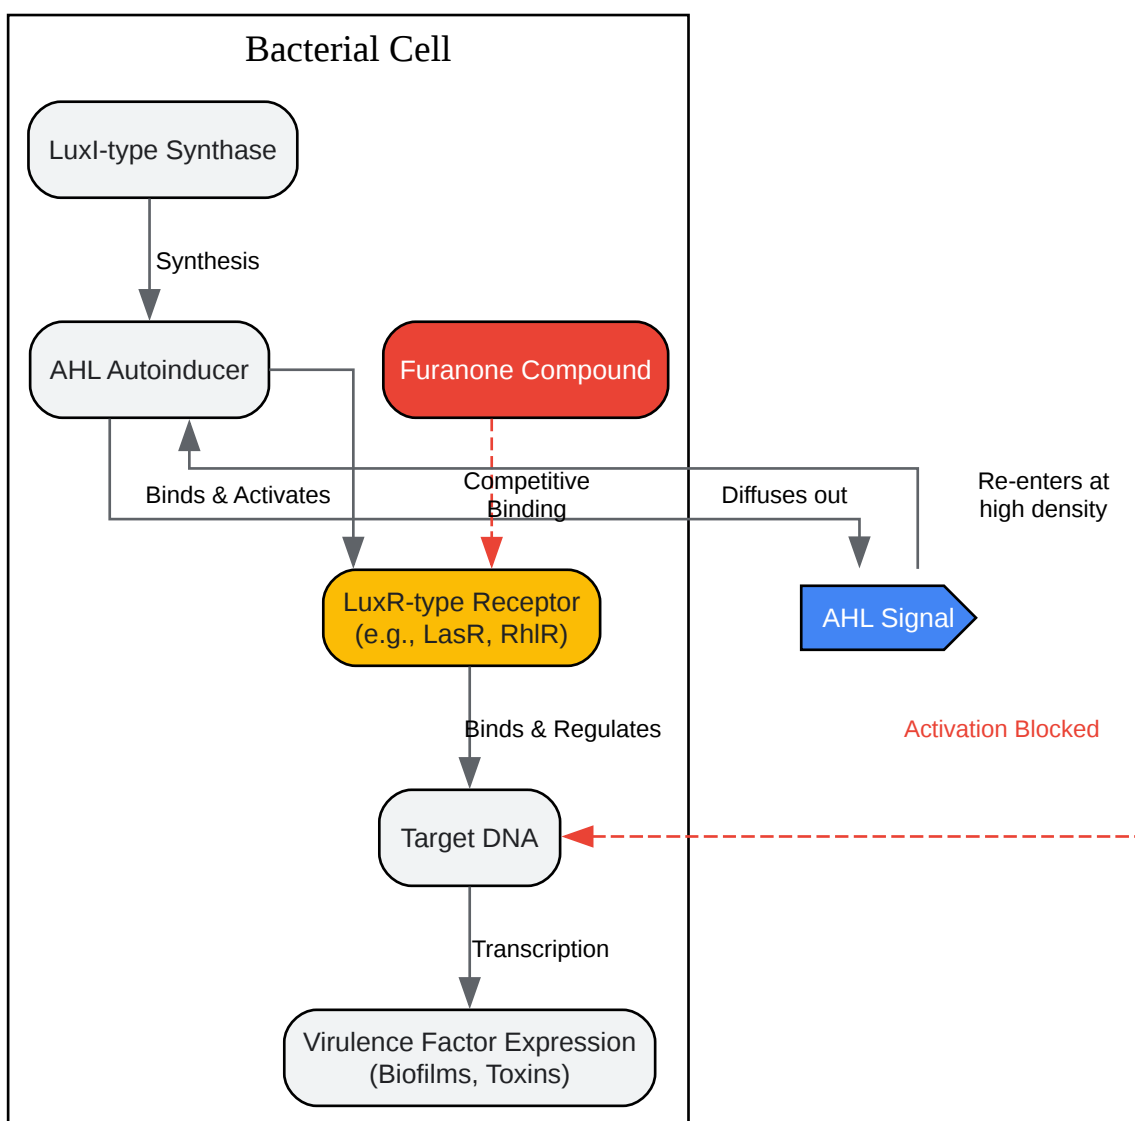 Bacterial Cell
LuxI-type Synthase
Synthesis
AHL Autoinducer
Furanone Compound
Binds & Activates
Competitive
Binding
Diffuses out
Re-enters at
high density
LuxR-type Receptor
(e.g., LasR, RhlR)
AHL Signal
Binds & Regulates
Activation Blocked
Target DNA
Transcription
Virulence Factor Expression
(Biofilms, Toxins)